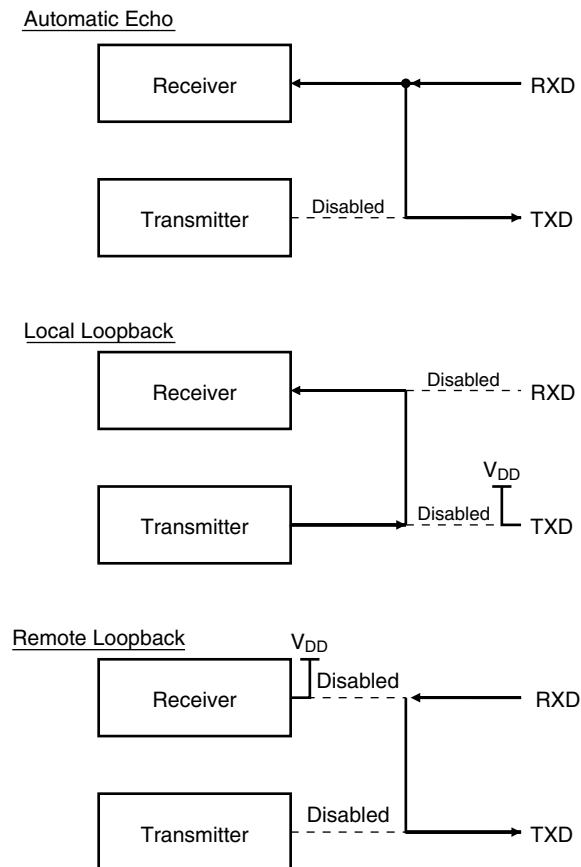 Automatic Echo
Receiver
RXD
Transmitter
Disabled
TXD
Local Loopback
Receiver
Disabled
RXD
VDD
Transmitter
Disabled
TXD
Remote Loopback
VDD
Receiver
Disabled
RXD
Transmitter
Disabled
TXD